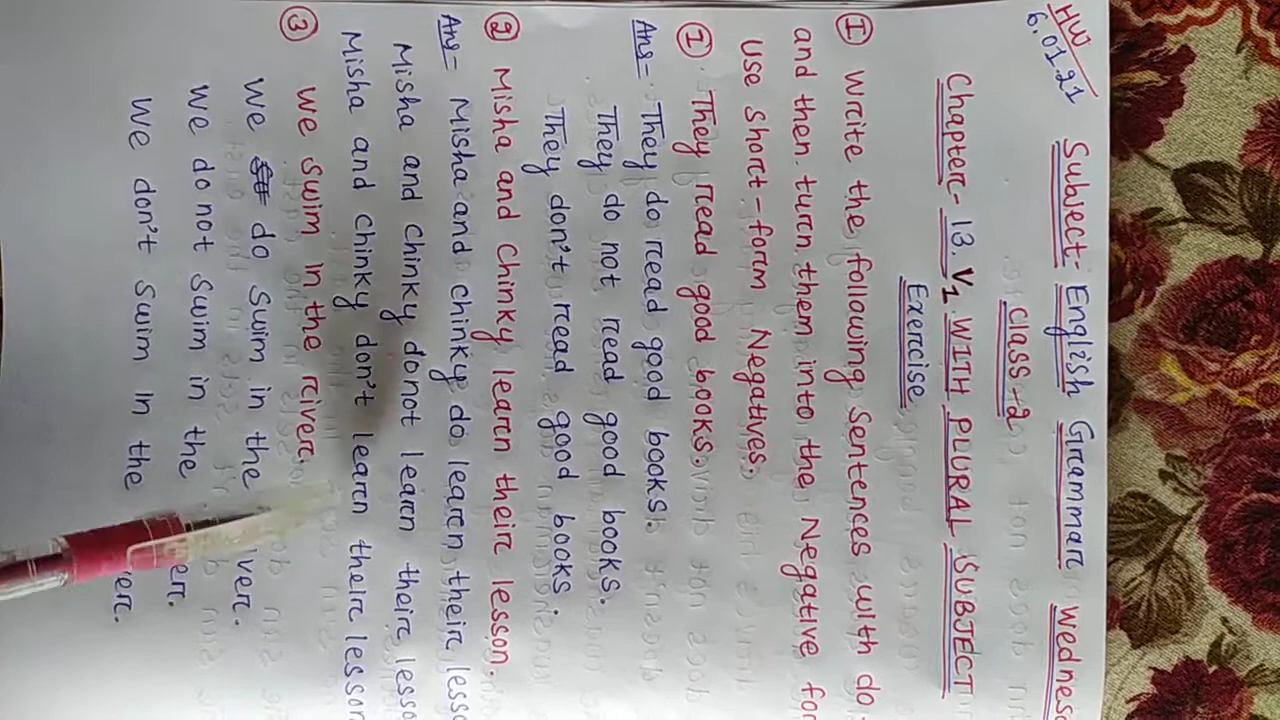 HW
6.01.21
Subject- English Grammar
Class-2
Chapter- 13. V1 WITH PLURAL SUBJECT
Exercise
I Write the following sentences with do
and then turn them into the Negative
Use short-form Negatives.
1 They read good books.
Ans- They do read good books.
They do not read good books.
They don't read good books.
2 Misha and Chinky learn their lesson.
Ans- Misha and chinky do learn their
Misha and chinky do not learn their
Misha and chinky don't learn their lesson
3 We swim in the river.
We do swim in the
We do not swim in the
We don't swim in the